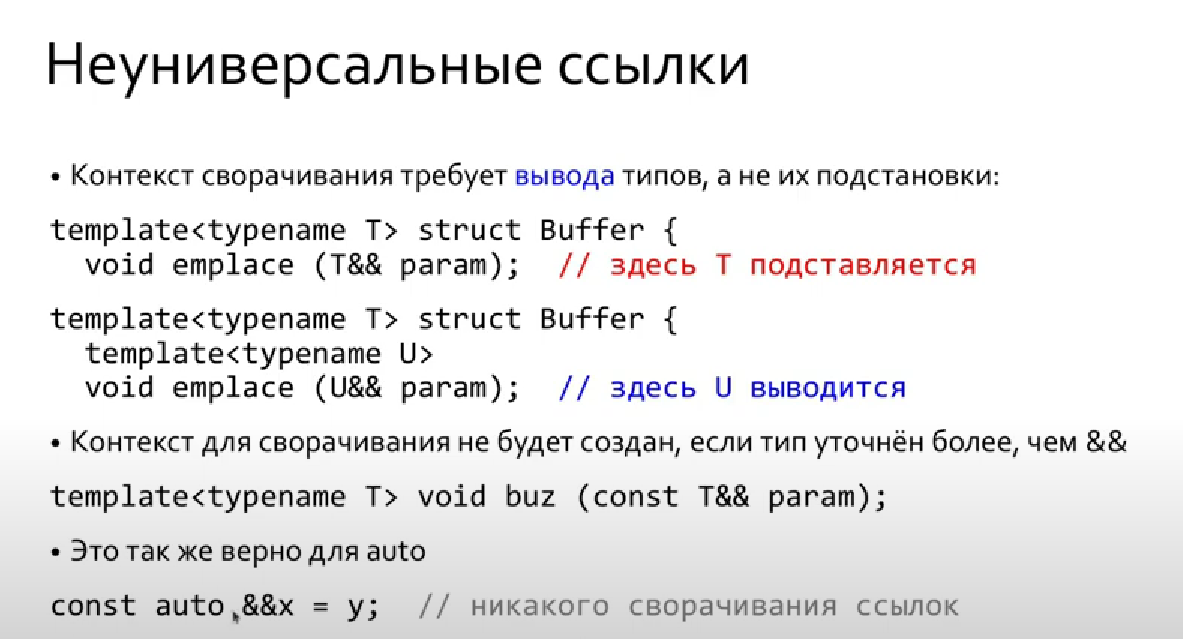 Неуниверсальные ссылки
• Контекст сворачивания требует вывода типов, а не их подстановки:
template<typename T> struct Buffer {
  void emplace (T&& param);  // здесь T подставляется
template<typename T> struct Buffer {
  template<typename U>
  void emplace (U&& param);  // здесь U выводится
• Контекст для сворачивания не будет создан, если тип уточнён более, чем &&
template<typename T> void buz (const T&& param);
• Это так же верно для auto
const auto &&x = y;  // никакого сворачивания ссылок